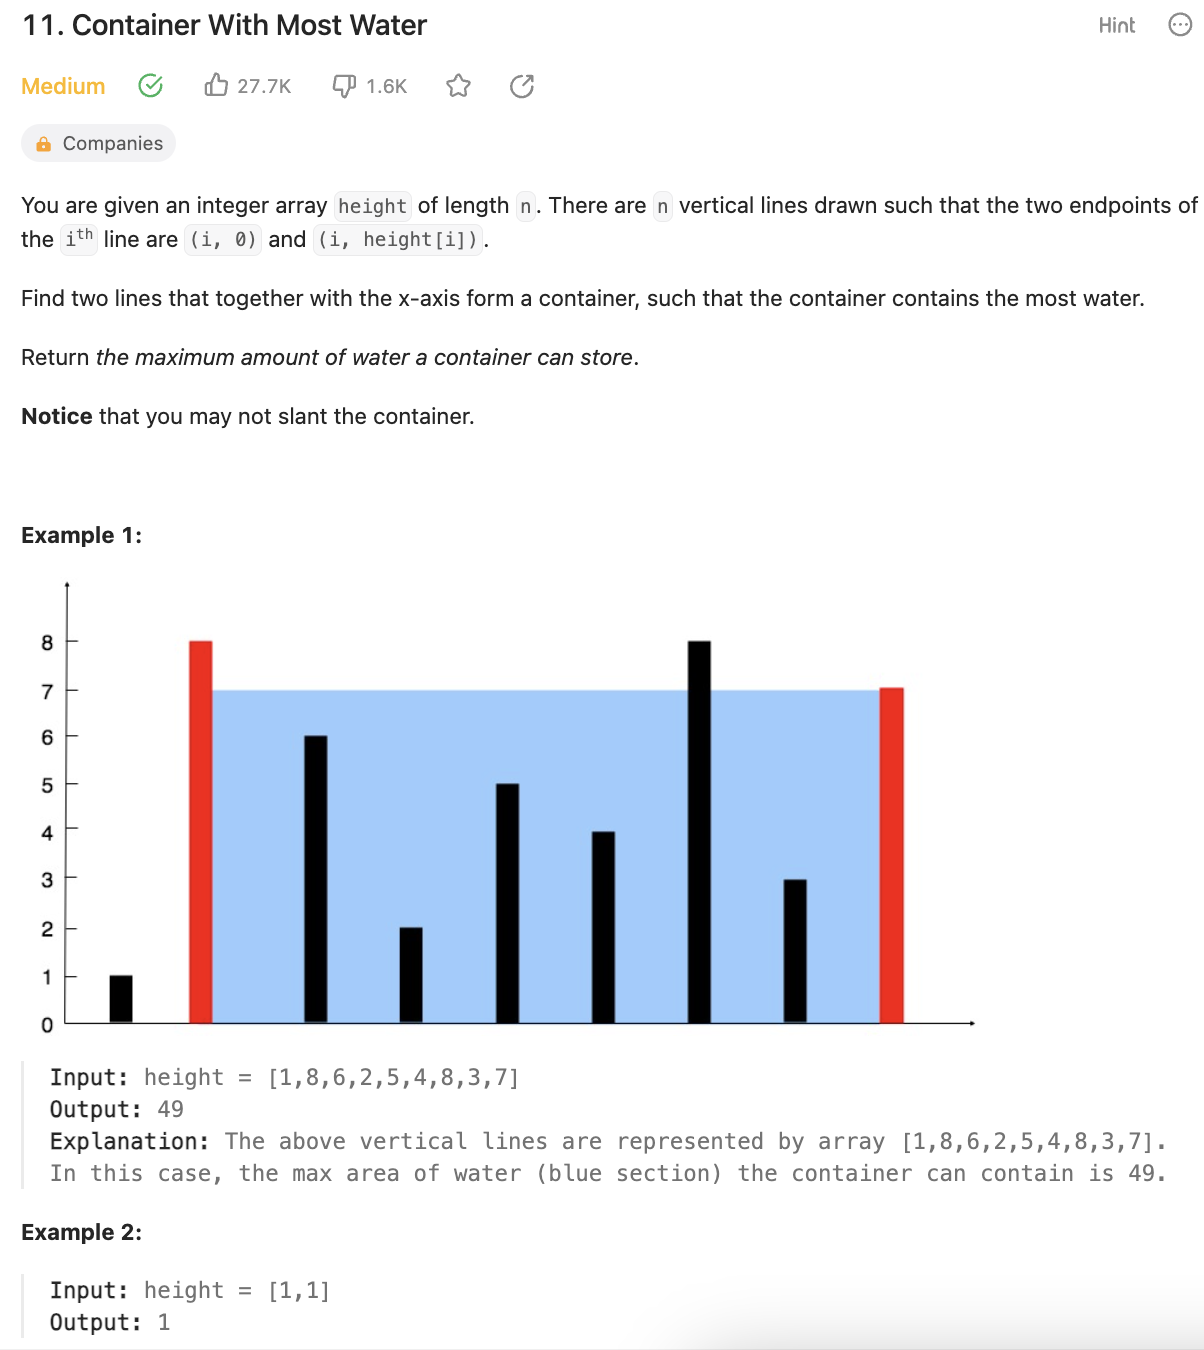 11. Container With Most Water
Hint
Medium
27.7K
1.6K
Companies
You are given an integer array height of length n. There are n vertical lines drawn such that the two endpoints of
the ith line are (i, 0) and (i, height[i]).
Find two lines that together with the x-axis form a container, such that the container contains the most water.
Return the maximum amount of water a container can store.
Notice that you may not slant the container.
Example 1:
8
7
6
5
4
3
2
1
0
Input: height = [1,8,6,2,5,4,8,3,7]
Output: 49
Explanation: The above vertical lines are represented by array [1,8,6,2,5,4,8,3,7].
In this case, the max area of water (blue section) the container can contain is 49.
Example 2:
Input: height = [1,1]
Output: 1